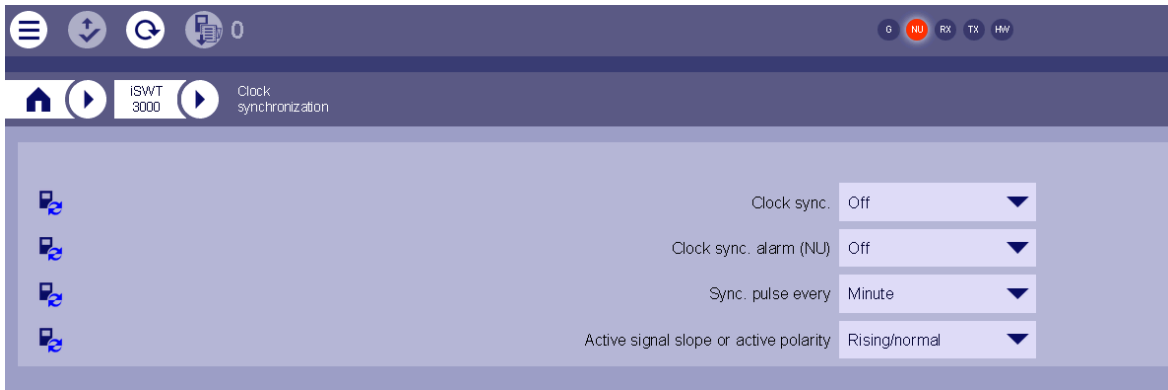 0
G NU RX TX HW
iSWT
3000
Clock
synchronization
Clock sync. Off
Clock sync. alarm (NU) Off
Sync. pulse every Minute
Active signal slope or active polarity Rising/normal